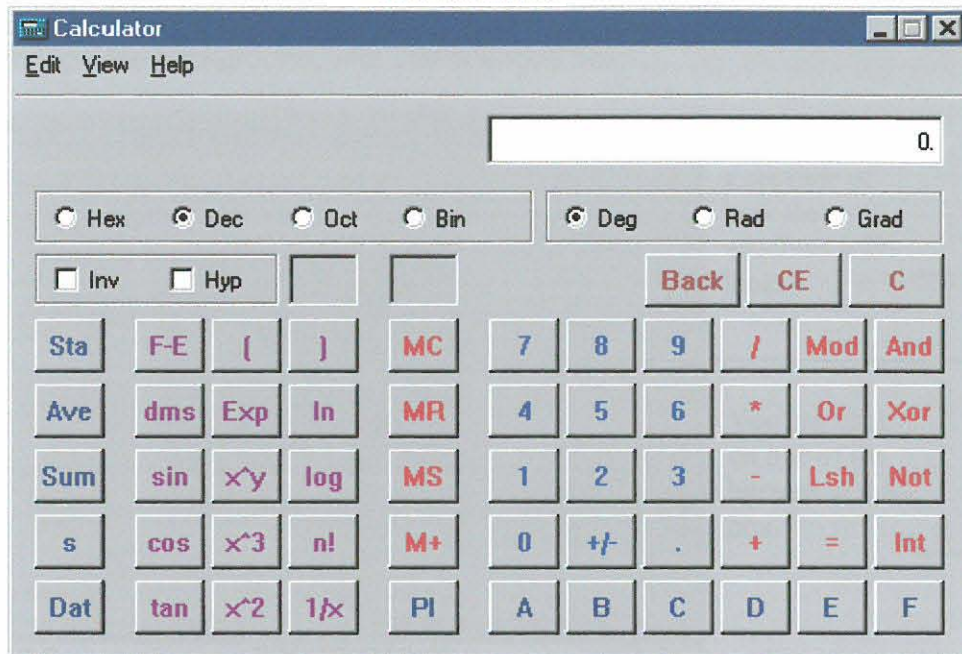 Calculator
Edit View Help
0.
Hex Dec Oct Bin Deg Rad Grad
Inv Hyp Back CE C
Sta F-E ( ) MC 7 8 9 / Mod And
Ave dms Exp ln MR 4 5 6 * Or Xor
Sum sin x^y log MS 1 2 3 - Lsh Not
s cos x^3 n! M+ 0 +/- . + = Int
Dat tan x^2 1/x PI A B C D E F